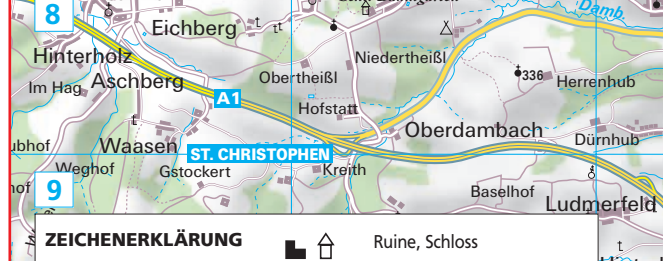 8
Eichberg
Damb.
Hinterholz
Niedertheißl
Im Hag
Aschberg
Obertheißl
336
Herrenhub
A1
Hofstatt
Oberdambach
Waasen
ST. CHRISTOPHEN
Dürnhub
Weghof
Gstockert
Kreith
9
Baselhof
Ludmerfeld
ZEICHENERKLÄRUNG
Ruine, Schloss